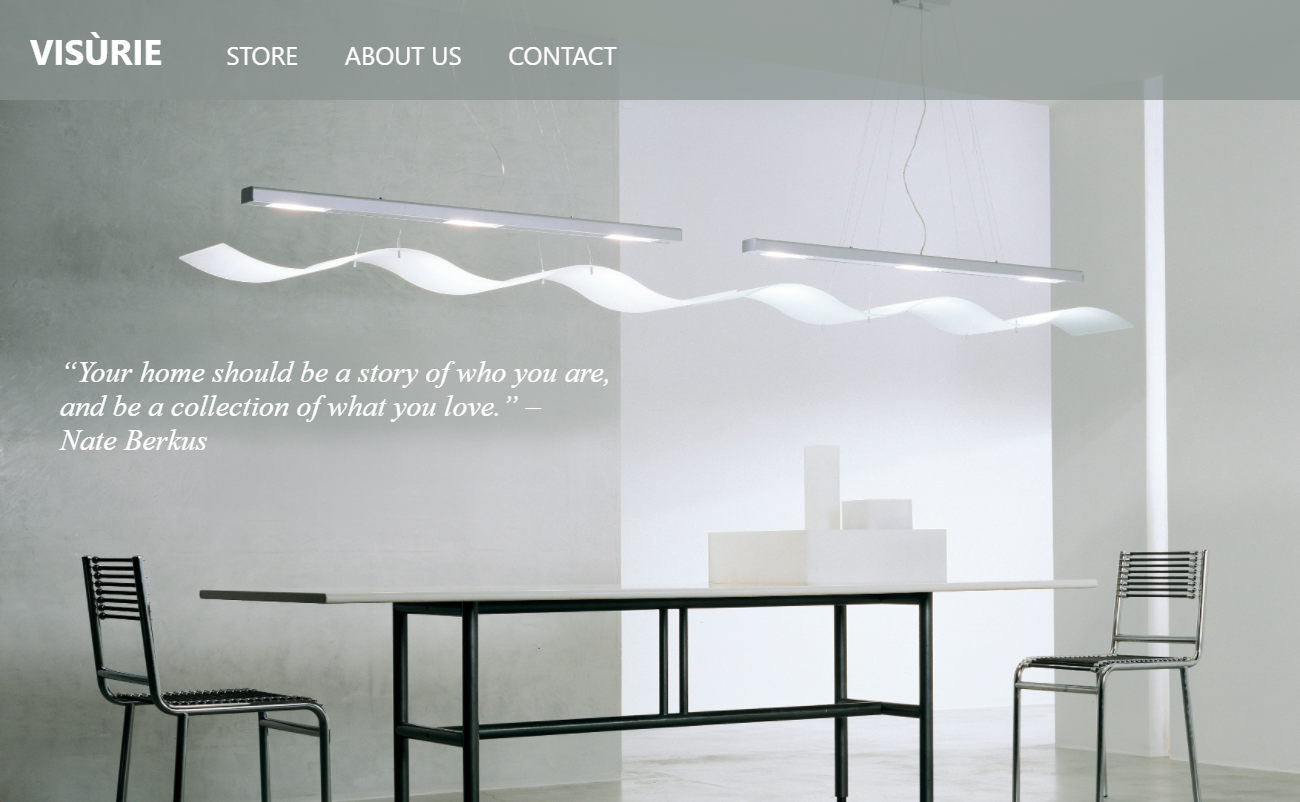 VISÙRIE STORE ABOUT US CONTACT
“Your home should be a story of who you are,
and be a collection of what you love.” –
Nate Berkus